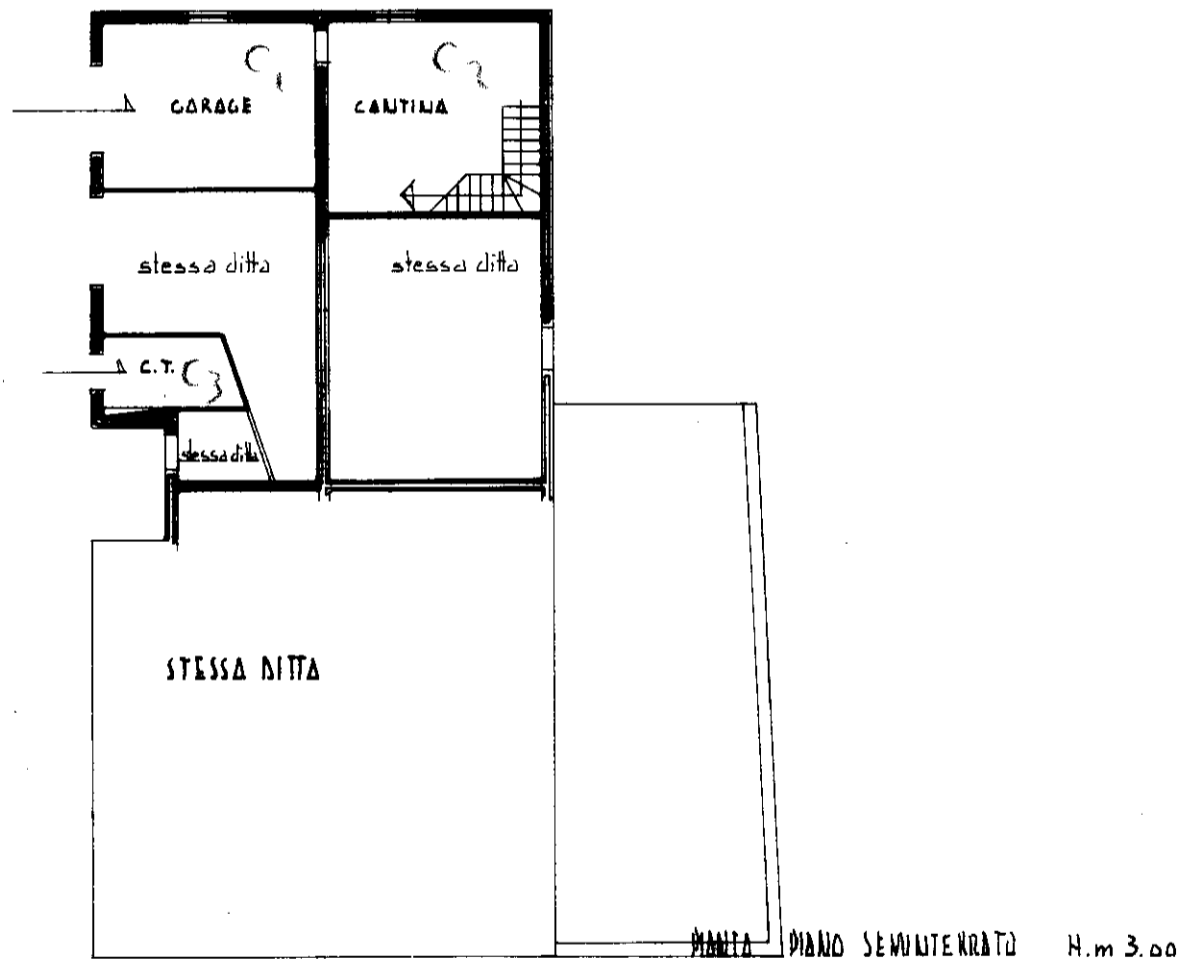 C1
C2
GARAGE
CANTINA
stessa ditta
stessa ditta
C.T. C3
stessa ditta
STESSA DITTA
PIANTA PIANO SEMINTERRATO H.m 3.00